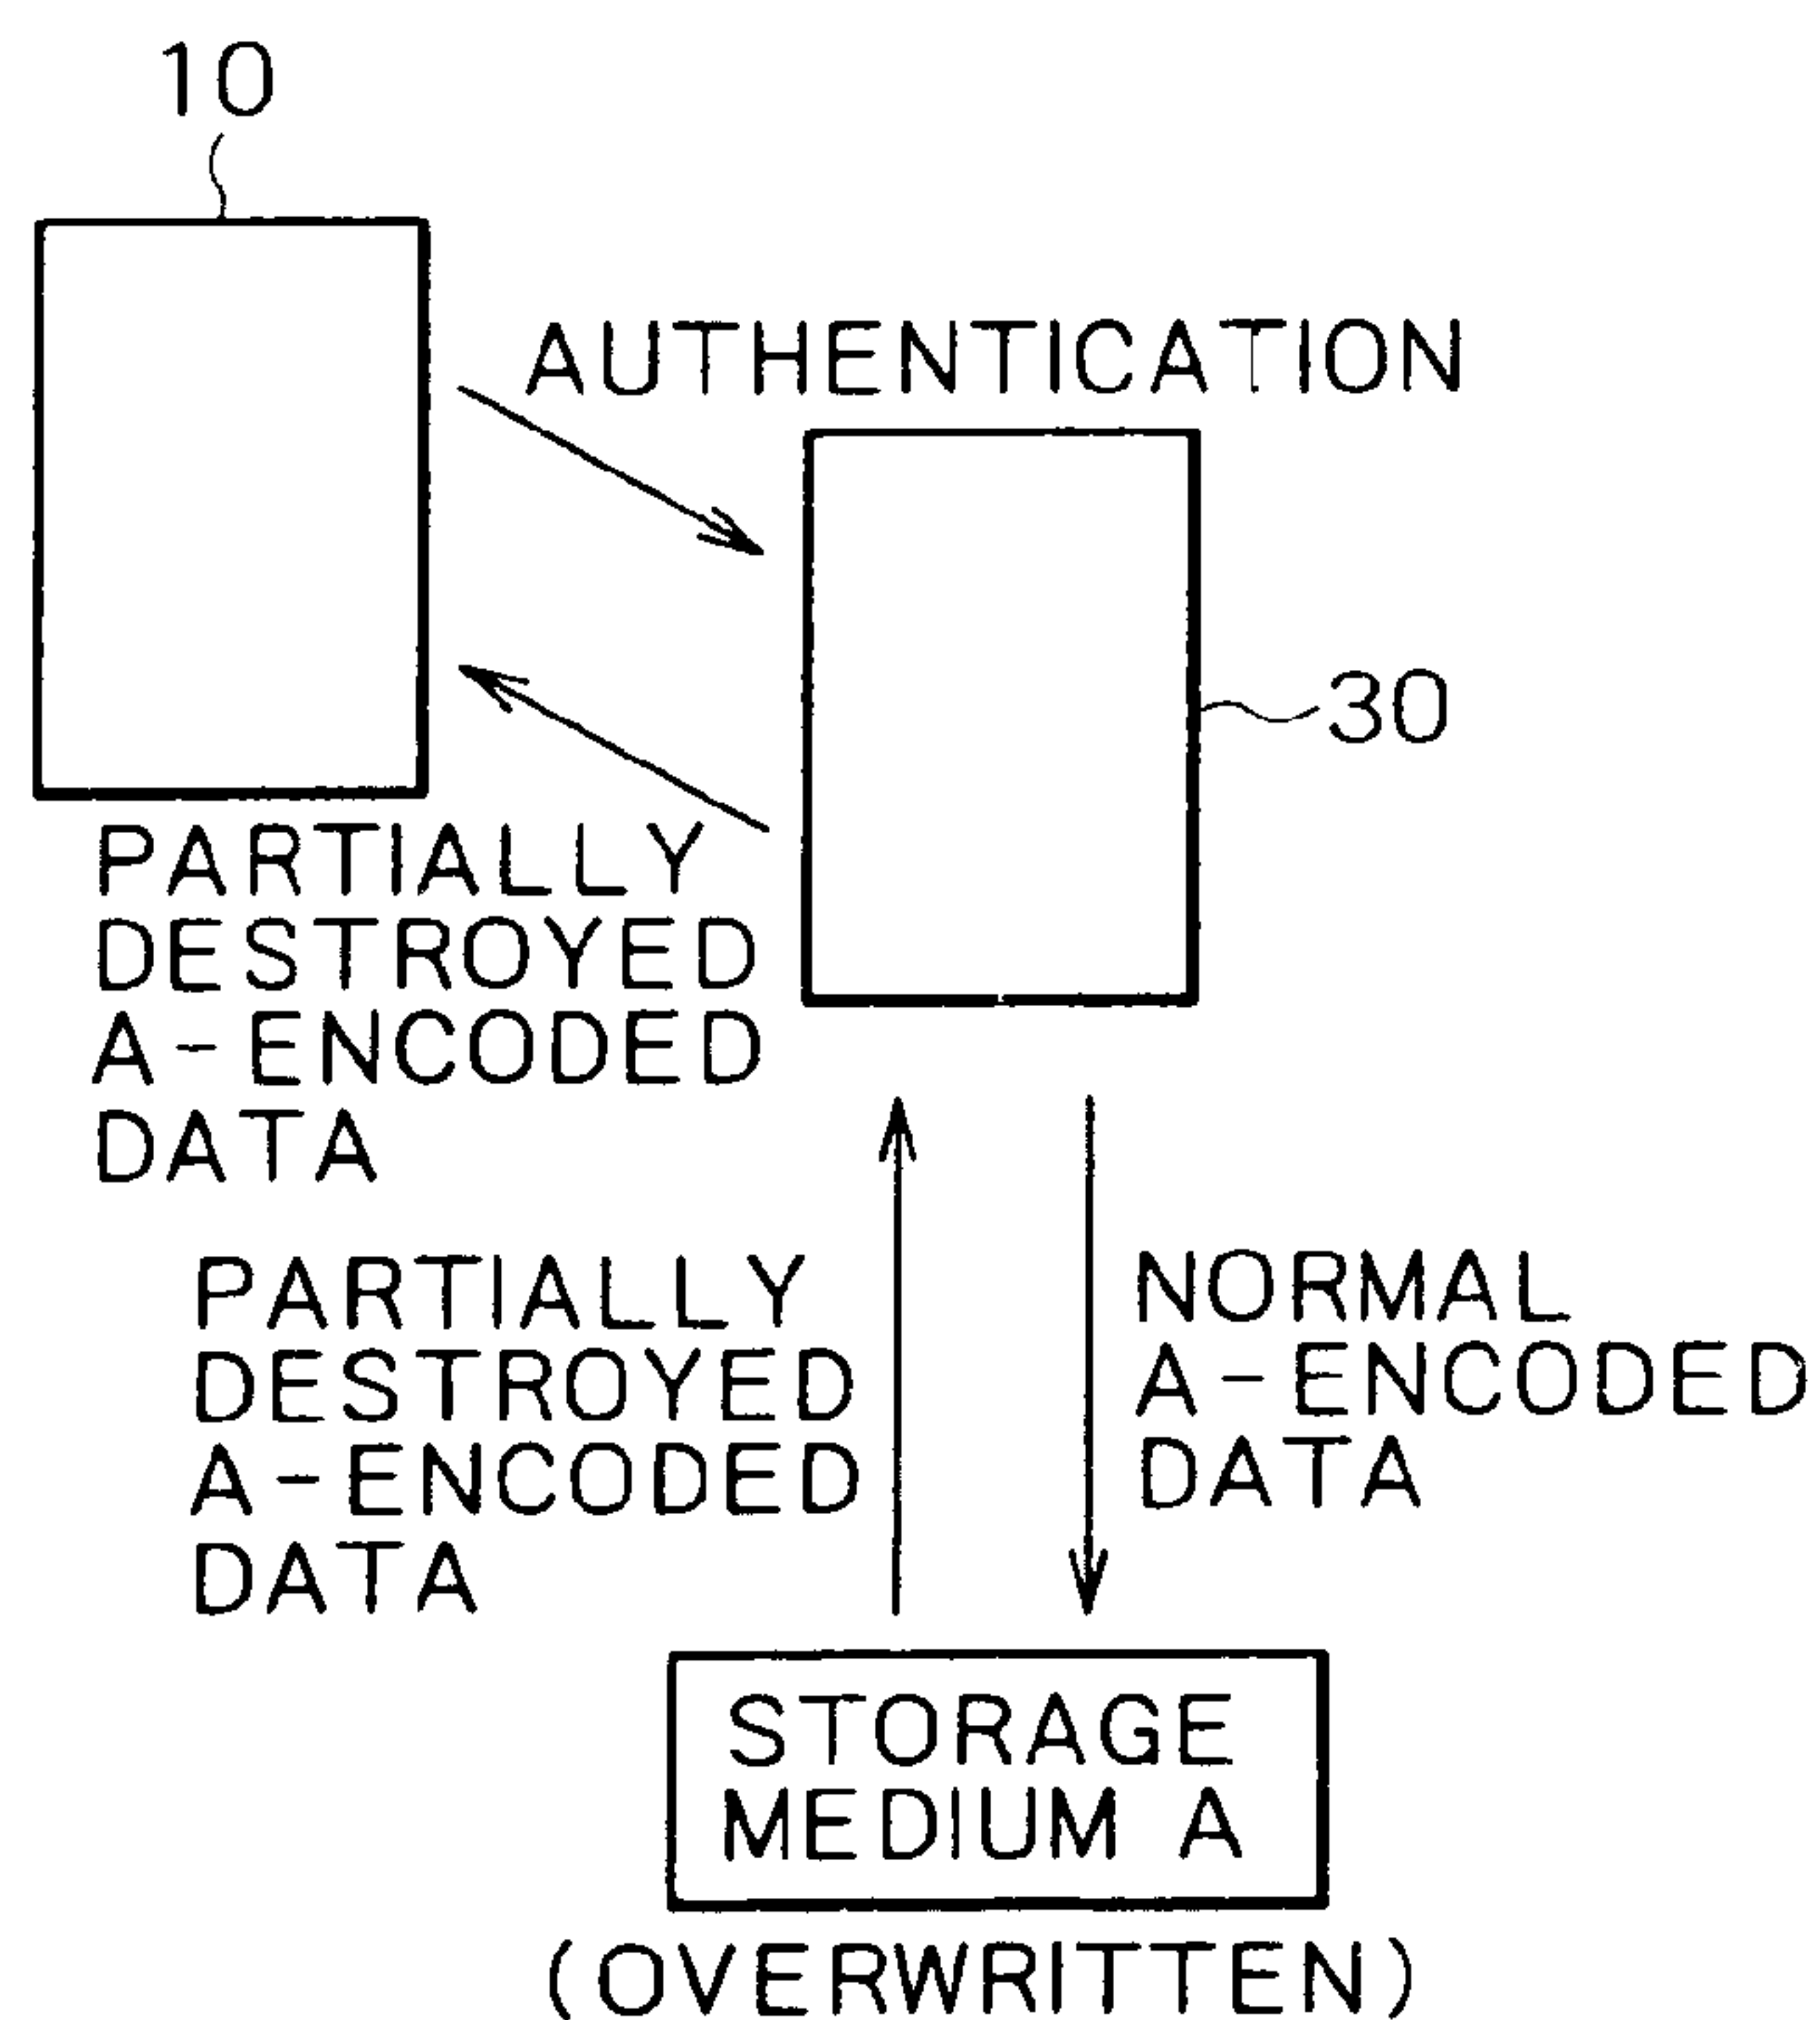 10
AUTHENTICATION
30
PARTIALLY
DESTROYED
A-ENCODED
DATA
PARTIALLY
DESTROYED
A-ENCODED
DATA
NORMAL
A-ENCODED
DATA
STORAGE
MEDIUM A
(OVERWRITTEN)